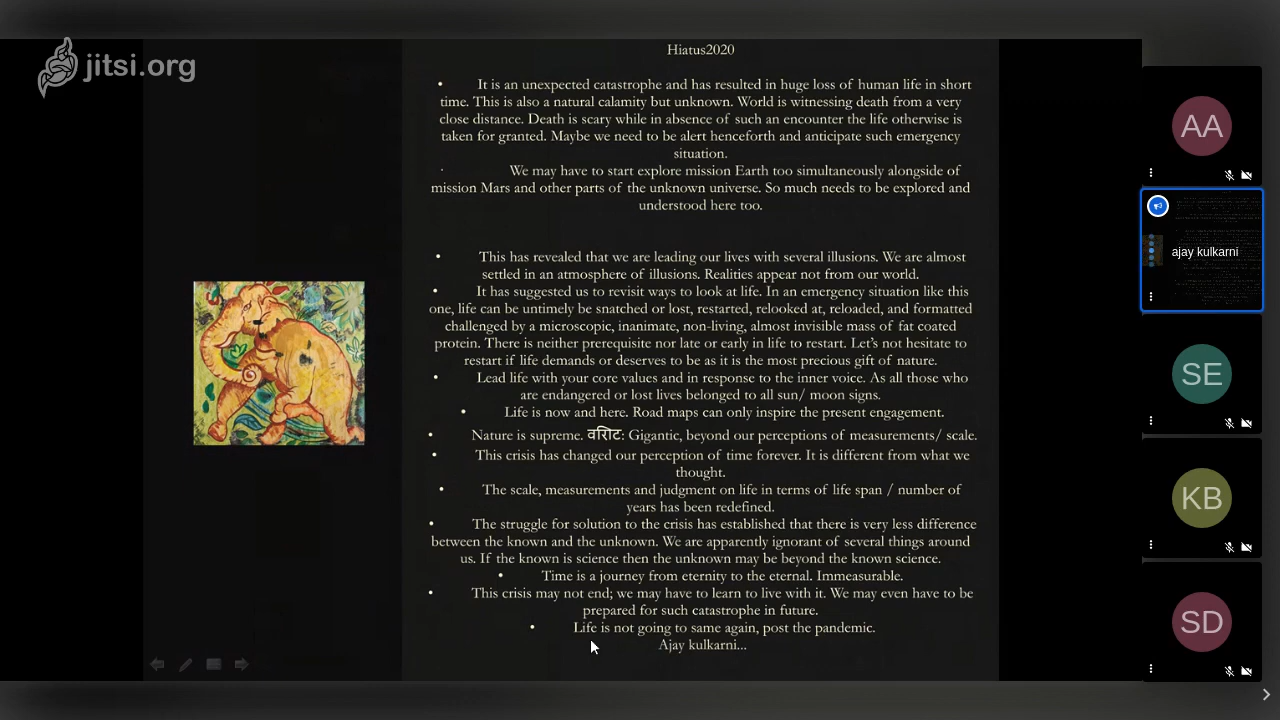 jitsi.org
Hiatus2020
• It is an unexpected catastrophe and has resulted in huge loss of human life in short
time. This is also a natural calamity but unknown. World is witnessing death from a very
close distance. Death is scary while in absence of such an encounter the life otherwise is
taken for granted. Maybe we need to be alert henceforth and anticipate such emergency
situation.
· We may have to start explore mission Earth too simultaneously alongside of
mission Mars and other parts of the unknown universe. So much needs to be explored and
understood here too.
• This has revealed that we are leading our lives with several illusions. We are almost
settled in an atmosphere of illusions. Realities appear not from our world.
• It has suggested us to revisit ways to look at life. In an emergency situation like this
one, life can be untimely be snatched or lost, restarted, relooked at, reloaded, and formatted
challenged by a microscopic, inanimate, non-living, almost invisible mass of fat coated
protein. There is neither prerequisite nor late or early in life to restart. Let’s not hesitate to
restart if life demands or deserves to be as it is the most precious gift of nature.
• Lead life with your core values and in response to the inner voice. As all those who
are endangered or lost lives belonged to all sun/ moon signs.
• Life is now and here. Road maps can only inspire the present engagement.
• Nature is supreme. विराट: Gigantic, beyond our perceptions of measurements/ scale.
• This crisis has changed our perception of time forever. It is different from what we
thought.
• The scale, measurements and judgment on life in terms of life span / number of
years has been redefined.
• The struggle for solution to the crisis has established that there is very less difference
between the known and the unknown. We are apparently ignorant of several things around
us. If the known is science then the unknown may be beyond the known science.
• Time is a journey from eternity to the eternal. Immeasurable.
• This crisis may not end; we may have to learn to live with it. We may even have to be
prepared for such catastrophe in future.
• Life is not going to same again, post the pandemic.
Ajay kulkarni...
AA
ajay kulkarni
SE
KB
SD